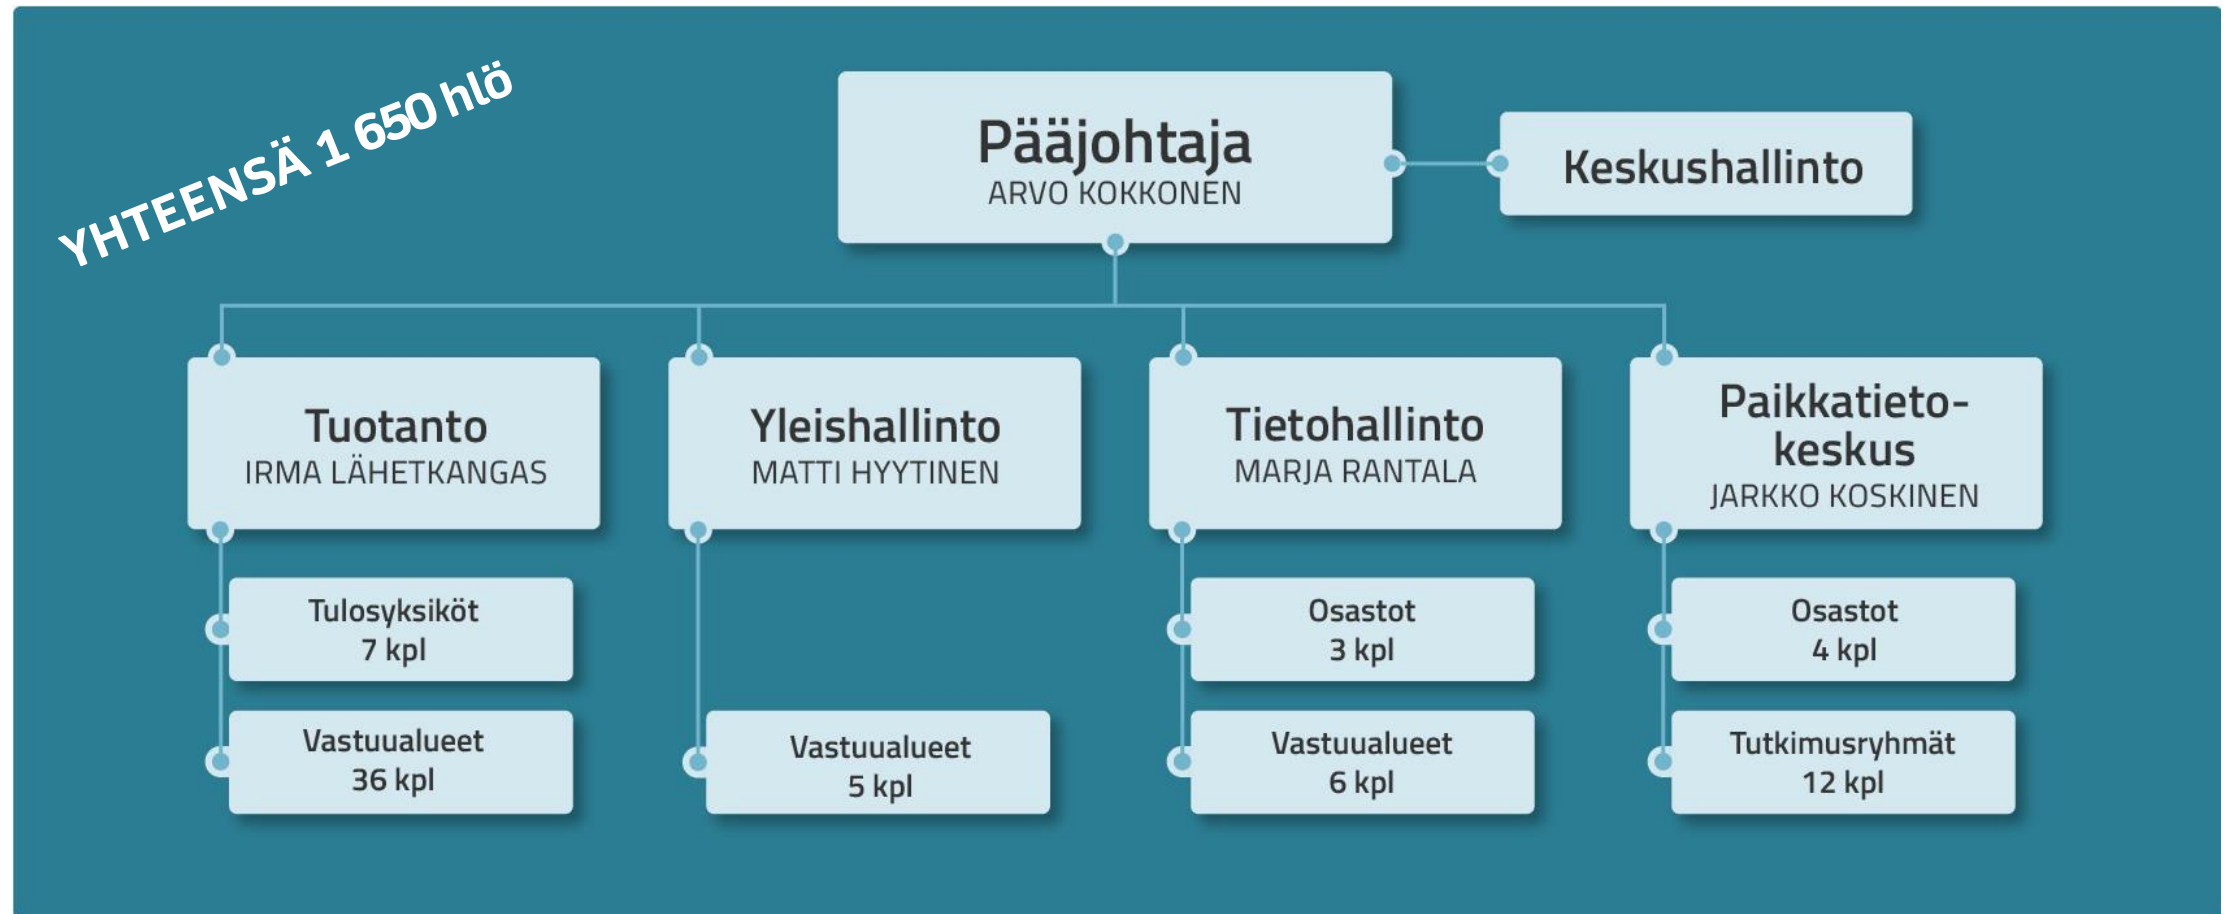 YHTEENSÄ 1 650 hlö
Pääjohtaja
ARVO KOKKONEN
Keskushallinto
Tuotanto
IRMA LÄHETKANGAS
Tulosyksiköt
7 kpl
Vastuualueet
36 kpl
Yleishallinto
MATTI HYYTINEN
Vastuualueet
5 kpl
Tietohallinto
MARJA RANTALA
Osastot
3 kpl
Vastuualueet
6 kpl
Paikkatieto-
keskus
JARKKO KOSKINEN
Osastot
4 kpl
Tutkimusryhmät
12 kpl